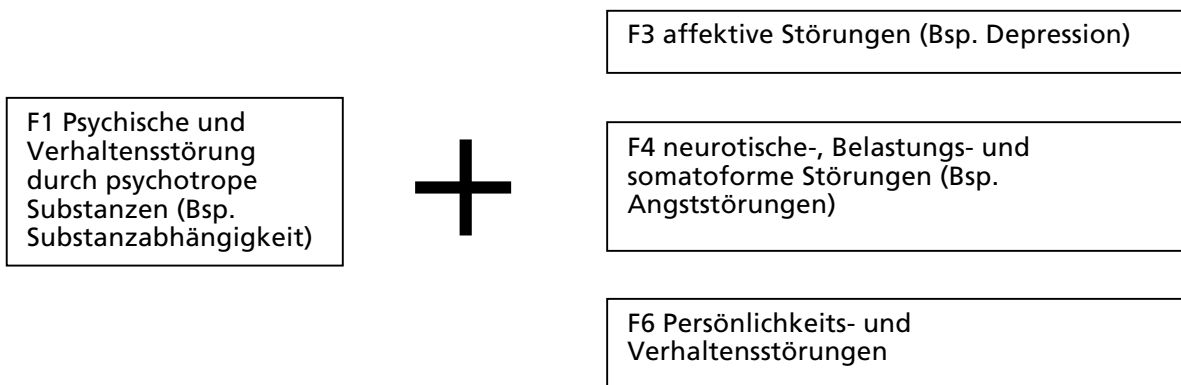 F3 affektive Störungen (Bsp. Depression)
F1 Psychische und
Verhaltensstörung
durch psychotrope
Substanzen (Bsp.
Substanzabhängigkeit)
F4 neurotische-, Belastungs- und
somatoforme Störungen (Bsp.
Angststörungen)
F6 Persönlichkeits- und
Verhaltensstörungen